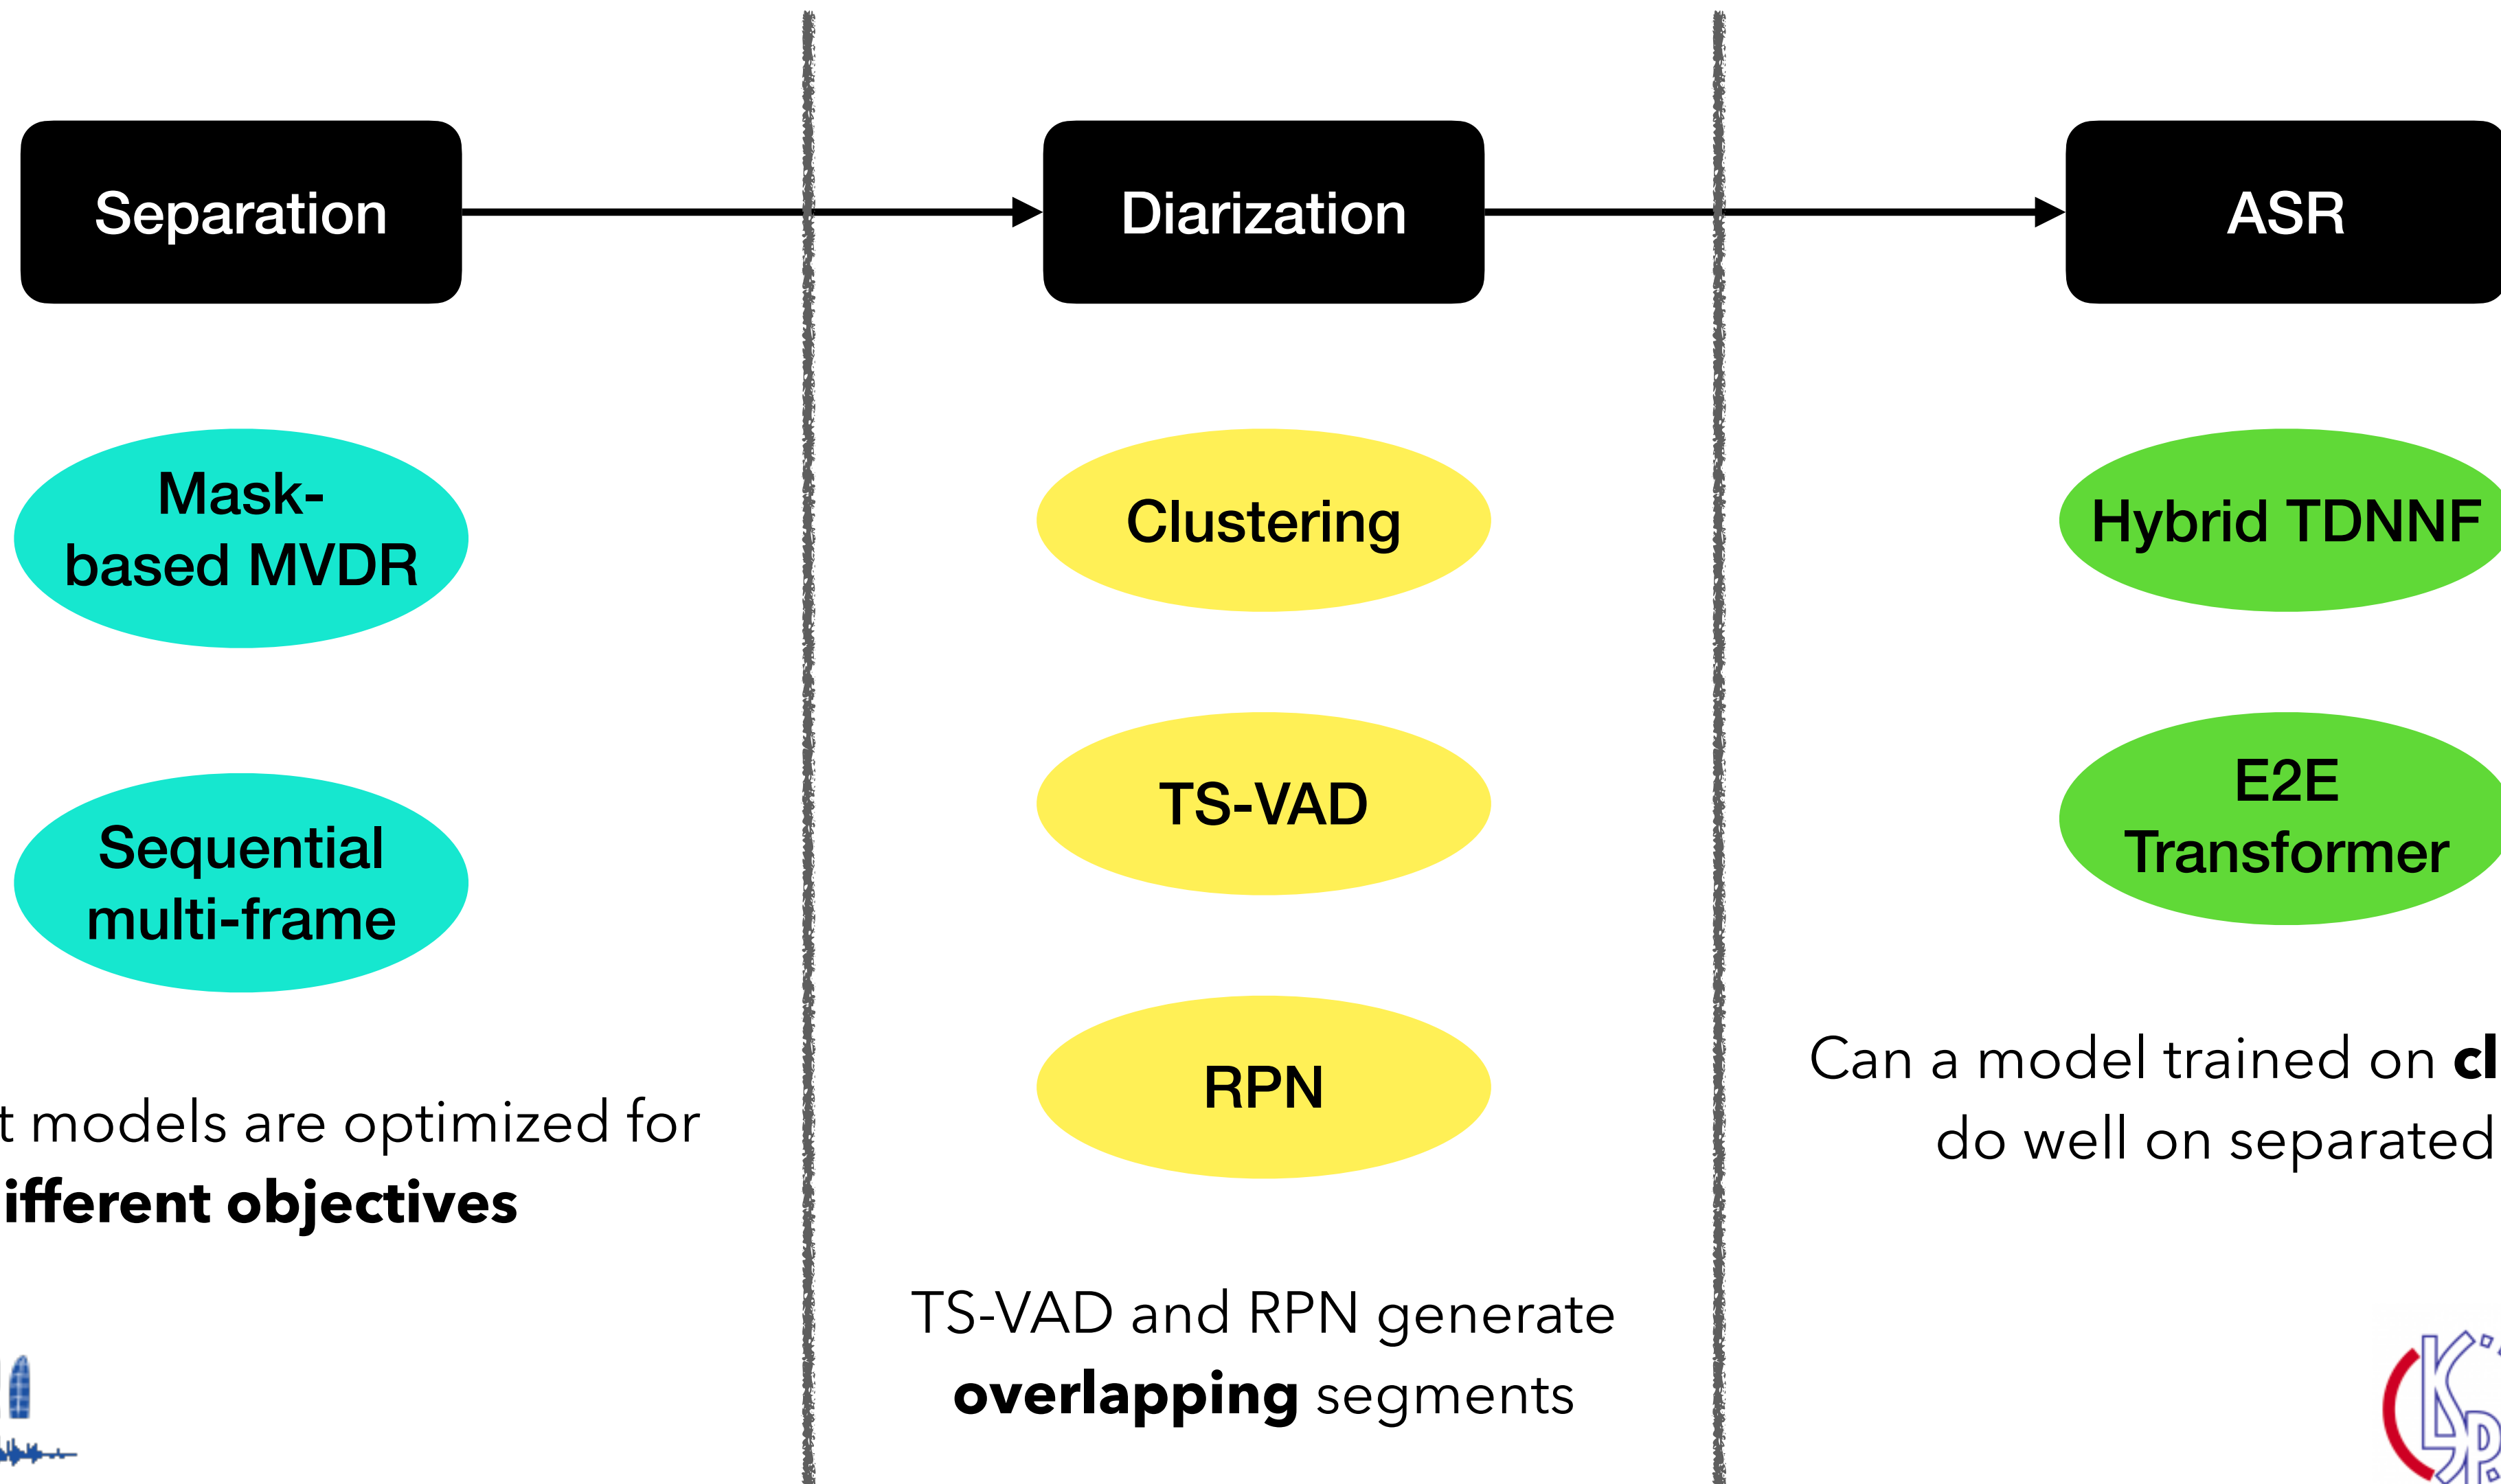 Separation
Diarization
ASR
Mask-
based MVDR
Sequential
multi-frame
models are optimized for
objectives
Clustering
TS-VAD
RPN
TS-VAD and RPN generate
overlapping segments
Hybrid TDNNF
E2E
Transformer
Can a model trained on
do well on separated